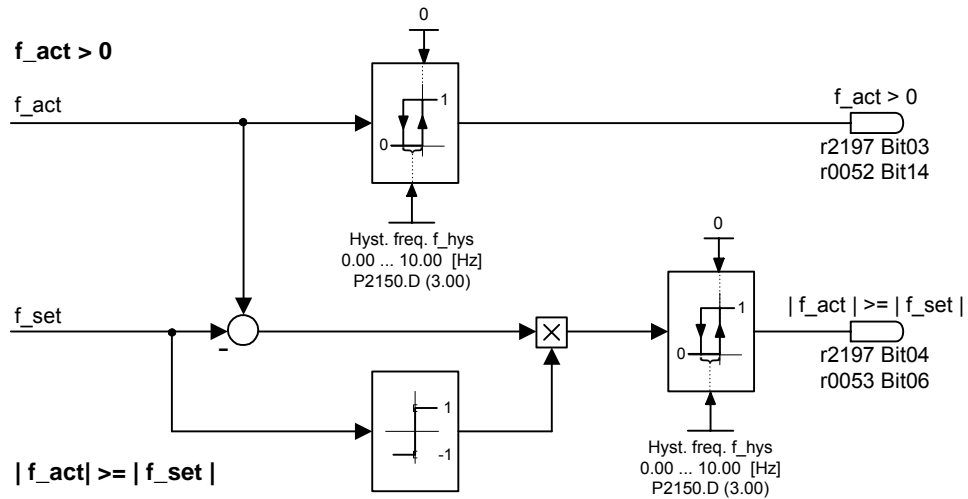 0
f_act > 0
f_act
1
0
f_act > 0
r2197 Bit03
r0052 Bit14
Hyst. freq. f_hys
0.00 ... 10.00 [Hz]
P2150.D (3.00)
0
f_set
-
1
0
| f_act | >= | f_set |
r2197 Bit04
r0053 Bit06
1
-1
Hyst. freq. f_hys
0.00 ... 10.00 [Hz]
P2150.D (3.00)
| f_act| >= | f_set |